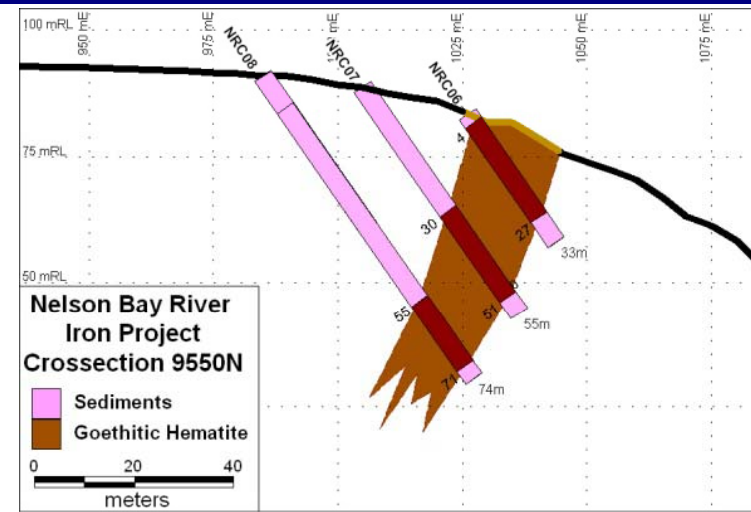 100 mRL
950 mE
975 mE
NRC08
NRC07
mE
NRC06
1025 mE
1050 mE
1075 mE
4
75 mRL
30
27
33m
50 mRL
55
51
55m
71
74m
Nelson Bay River
Iron Project
Crossection 9550N
Sediments
Goethitic Hematite
0 20 40
meters